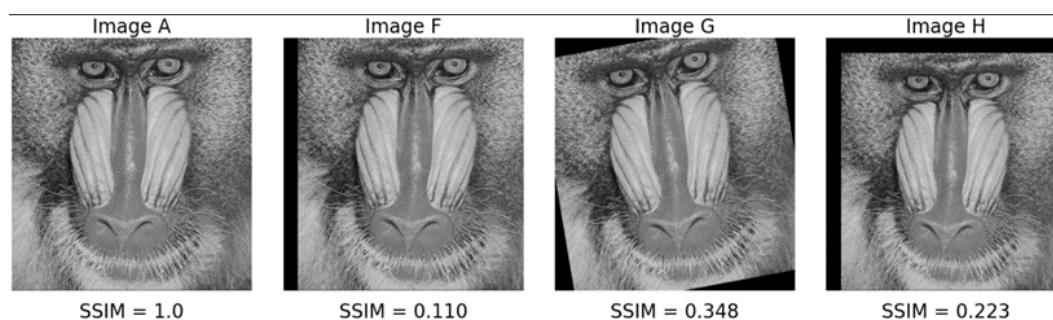 Image A
Image F
Image G
Image H
SSIM = 1.0
SSIM = 0.110
SSIM = 0.348
SSIM = 0.223